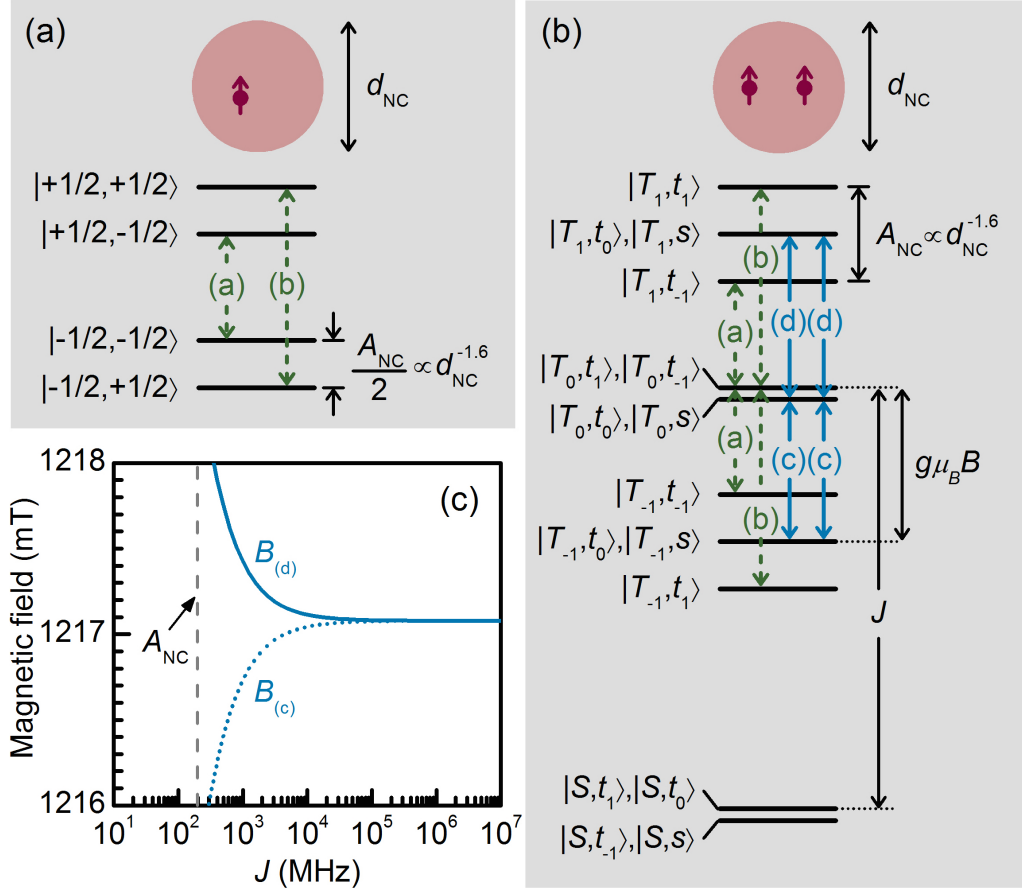 (a)
d_NC
|+1/2,+1/2⟩
|+1/2,-1/2⟩
(a)
(b)
|-1/2,-1/2⟩
|-1/2,+1/2⟩
A_NC/2 ∝ d_NC^-1.6
(b)
d_NC
|T_1,t_1⟩
|T_1,t_0⟩,|T_1,s⟩
|T_1,t_-1⟩
A_NC ∝ d_NC^-1.6
(b)
(a)
(d)(d)
|T_0,t_1⟩,|T_0,t_-1⟩
|T_0,t_0⟩,|T_0,s⟩
(a)
(c)(c)
gμ_B B
|T_-1,t_-1⟩
(b)
|T_-1,t_0⟩,|T_-1,s⟩
|T_-1,t_1⟩
J
|S,t_1⟩,|S,t_0⟩
|S,t_-1⟩,|S,s⟩
(c)
1218
1217
1216
Magnetic field (mT)
B_(d)
A_NC
B_(c)
10^1 10^2 10^3 10^4 10^5 10^6 10^7
J (MHz)